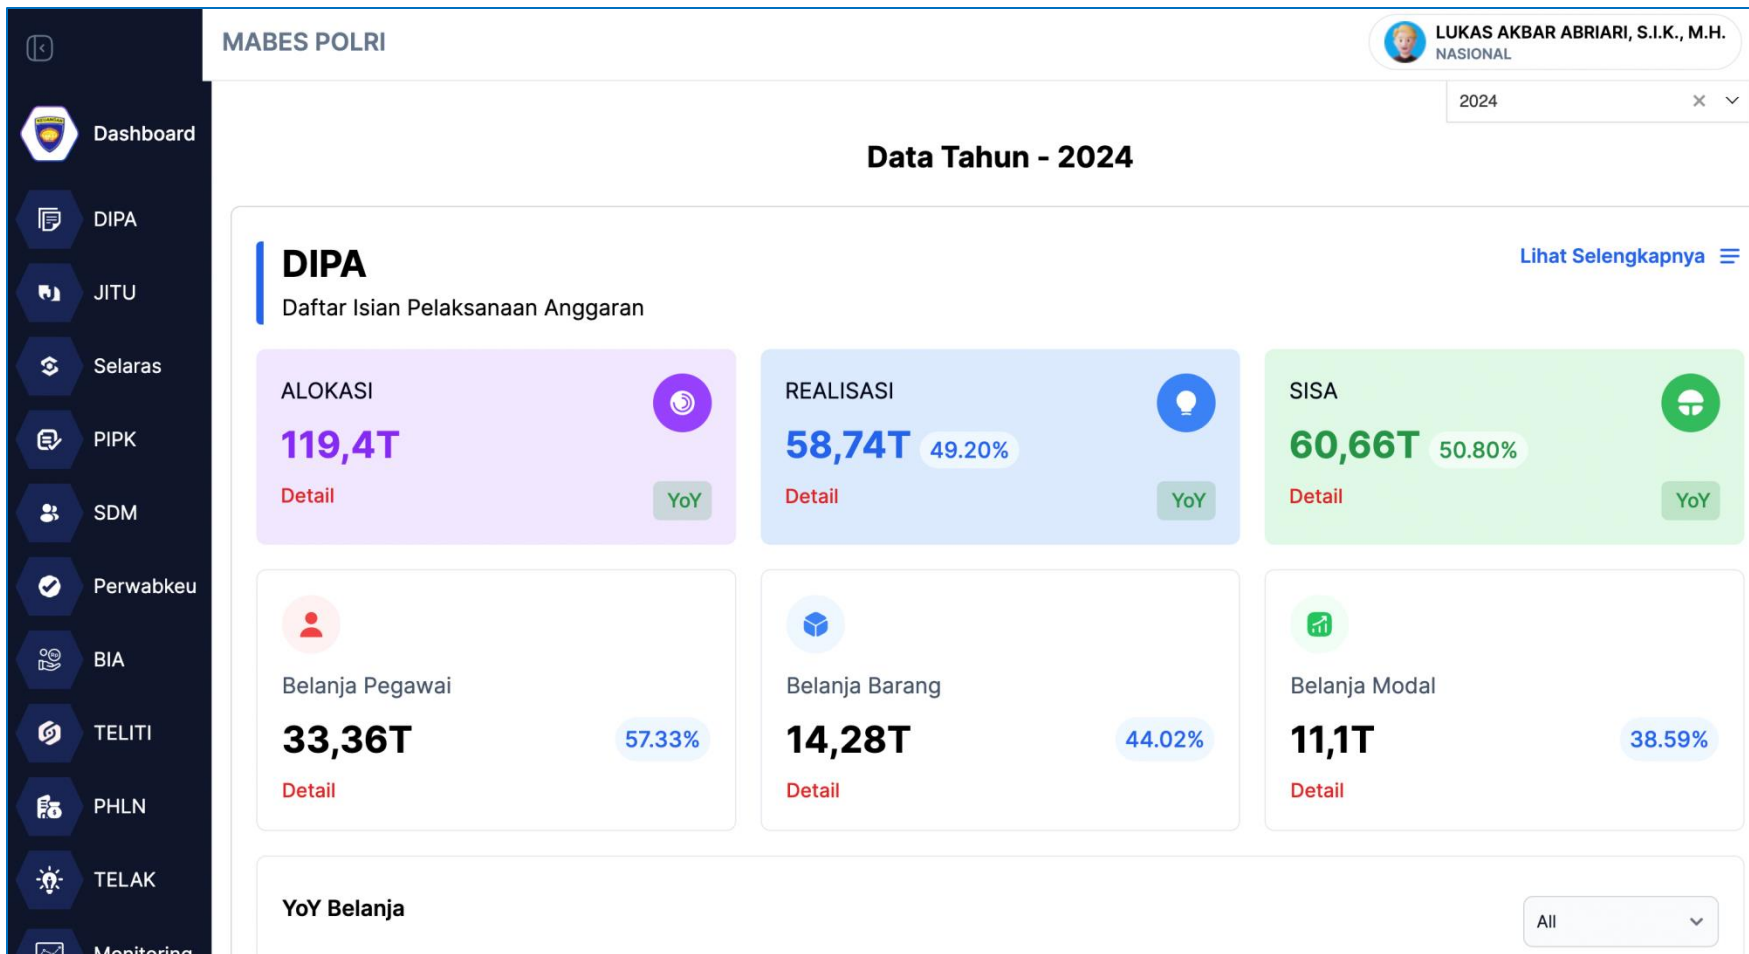 MABES POLRI
LUKAS AKBAR ABRIARI, S.I.K., M.H.
NASIONAL
2024
Dashboard
DIPA
JITU
Selaras
PIPK
SDM
Perwabkeu
BIA
TELITI
PHLN
TELAK
Monitoring
Data Tahun - 2024
DIPA
Lihat Selengkapnya
Daftar Isian Pelaksanaan Anggaran
ALOKASI
119,4T
Detail
YoY
REALISASI
58,74T 49.20%
Detail
YoY
SISA
60,66T 50.80%
Detail
YoY
Belanja Pegawai
33,36T 57.33%
Detail
Belanja Barang
14,28T 44.02%
Detail
Belanja Modal
11,1T 38.59%
Detail
YoY Belanja
All